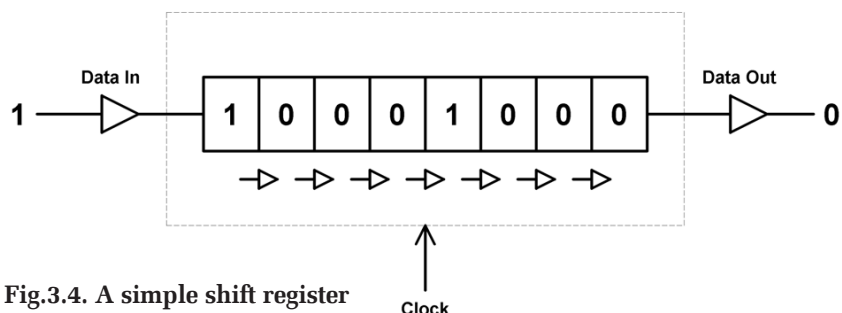 Data In
Data Out
1
1 0 0 0 1 0 0 0
0
Fig.3.4. A simple shift register
Clock